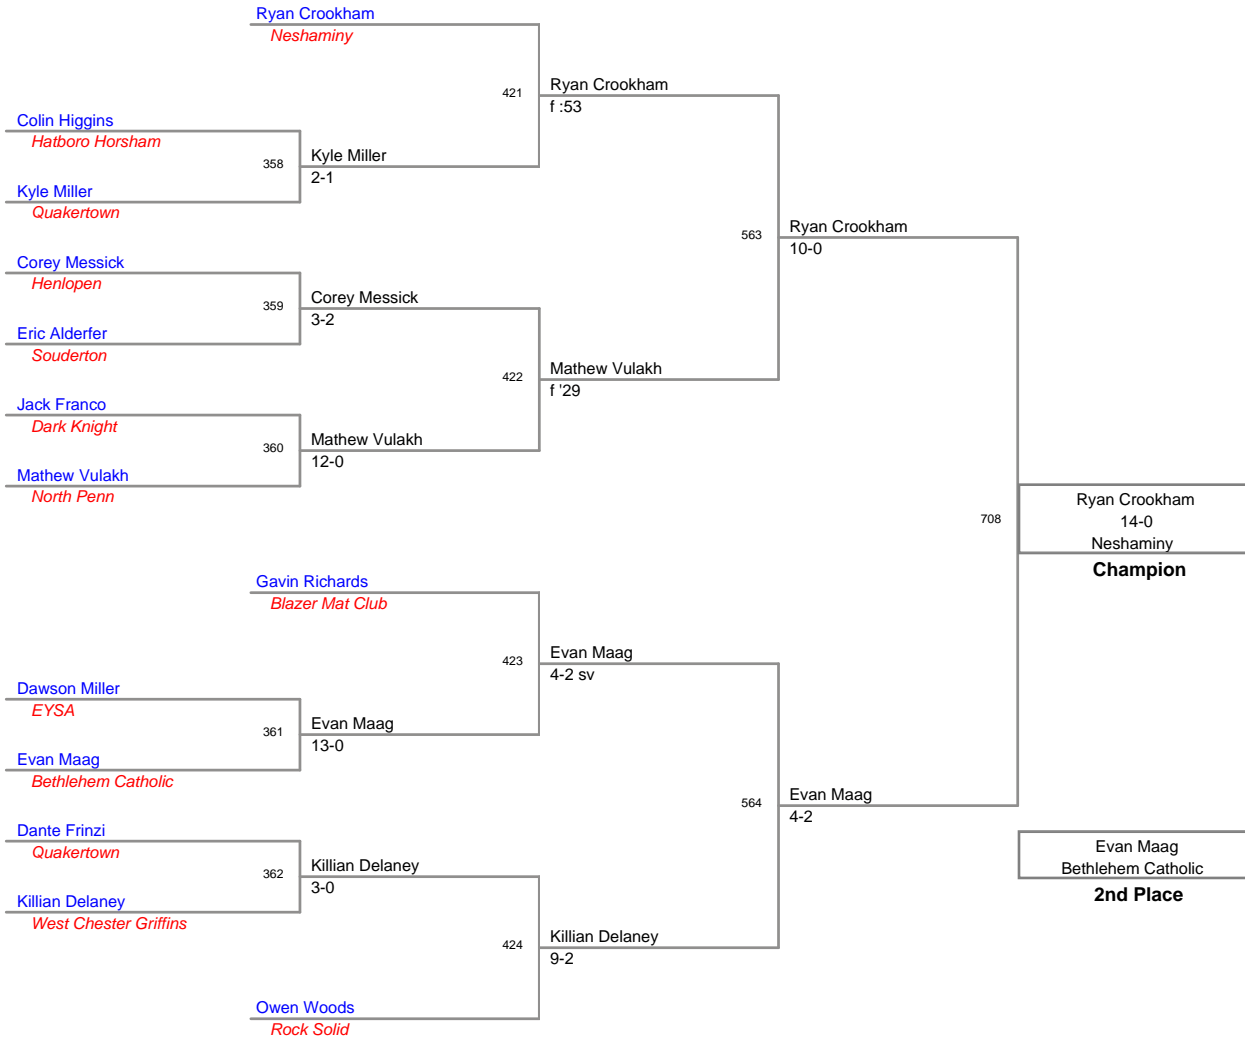 Ryan Crookham
Neshaminy
421
Ryan Crookham
f :53
Colin Higgins
Hatboro Horsham
358
Kyle Miller
2-1
Kyle Miller
Quakertown
563
Ryan Crookham
10-0
Corey Messick
Henlopen
359
Corey Messick
3-2
Eric Alderfer
Souderton
422
Mathew Vulakh
f '29
Jack Franco
Dark Knight
360
Mathew Vulakh
12-0
Mathew Vulakh
North Penn
708
Ryan Crookham
14-0
Neshaminy
Champion
Gavin Richards
Blazer Mat Club
423
Evan Maag
4-2 sv
Dawson Miller
EYSA
361
Evan Maag
13-0
Evan Maag
Bethlehem Catholic
564
Evan Maag
4-2
Dante Frinzi
Quakertown
362
Killian Delaney
3-0
Killian Delaney
West Chester Griffins
424
Killian Delaney
9-2
Owen Woods
Rock Solid
Evan Maag
Bethlehem Catholic
2nd Place